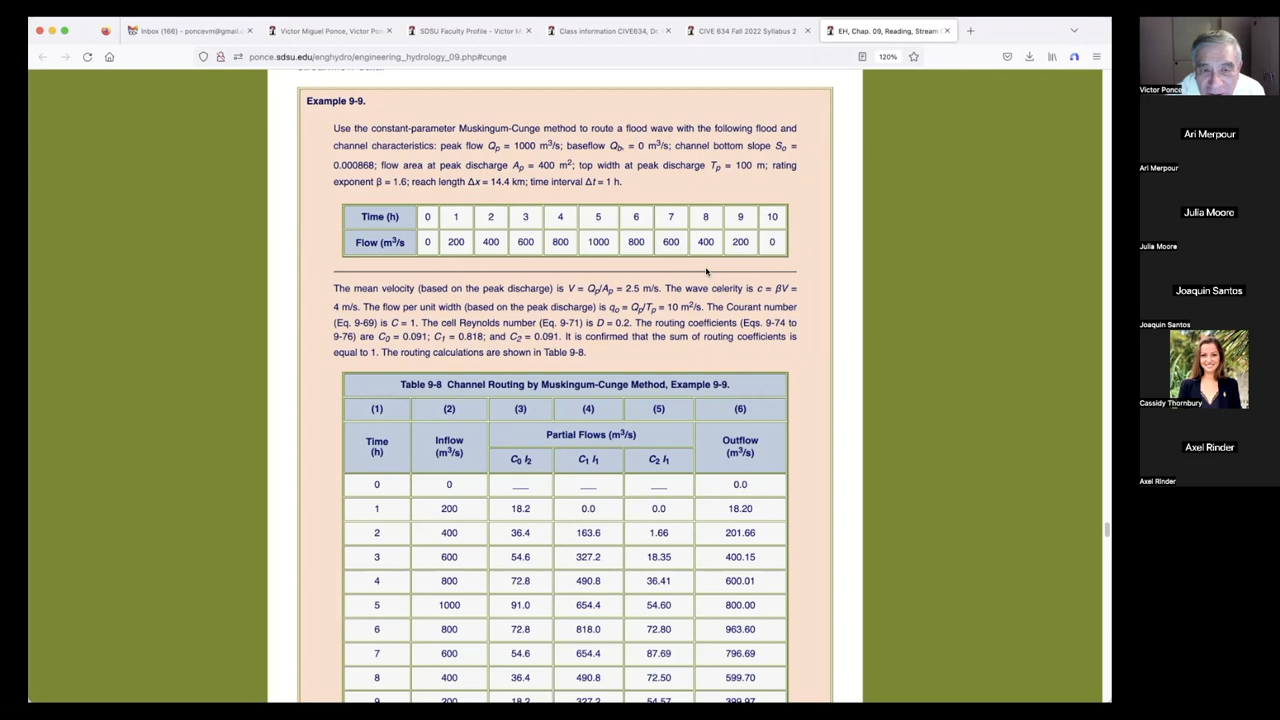 Inbox (166) - poncevm@gmail.c
Victor Miguel Ponce, Victor Pon
SDSU Faculty Profile - Victor M.
Class information CIVE634, D
CIVE 634 Fall 2022 Syllabus 2
EH, Chap. 09, Reading, Stream
ponce.sdsu.edu/enghydro/engineering_hydrology_09.php#cunge
120%
Example 9-9.
Use the constant-parameter Muskingum-Cunge method to route a flood wave with the following flood and
channel characteristics: peak flow Qp = 1000 m3/s; baseflow Qb, = 0 m3/s; channel bottom slope So =
0.000868; flow area at peak discharge Ap = 400 m2; top width at peak discharge Tp = 100 m; rating
exponent β = 1.6; reach length Δx = 14.4 km; time interval Δt = 1 h.
Time (h) 0 1 2 3 4 5 6 7 8 9 10
Flow (m3/s 0 200 400 600 800 1000 800 600 400 200 0
The mean velocity (based on the peak discharge) is V = Qp/Ap = 2.5 m/s. The wave celerity is c = βV =
4 m/s. The flow per unit width (based on the peak discharge) is qo = Qp/Tp = 10 m2/s. The Courant number
(Eq. 9-69) is C = 1. The cell Reynolds number (Eq. 9-71) is D = 0.2. The routing coefficients (Eqs. 9-74 to
9-76) are C0 = 0.091; C1 = 0.818; and C2 = 0.091. It is confirmed that the sum of routing coefficients is
equal to 1. The routing calculations are shown in Table 9-8.
Table 9-8 Channel Routing by Muskingum-Cunge Method, Example 9-9.
(1) (2) (3) (4) (5) (6)
Time (h) Inflow (m3/s) Partial Flows (m3/s) Outflow (m3/s)
C0 I2 C1 I1 C2 I1
0 0 ___ ___ ___ 0.0
1 200 18.2 0.0 0.0 18.20
2 400 36.4 163.6 1.66 201.66
3 600 54.6 327.2 18.35 400.15
4 800 72.8 490.8 36.41 600.01
5 1000 91.0 654.4 54.60 800.00
6 800 72.8 818.0 72.80 963.60
7 600 54.6 654.4 87.69 796.69
8 400 36.4 490.8 72.50 599.70
9 200 18.2 327.2 54.57 399.97
Victor Ponce
Ari Merpour
Ari Merpour
Julia Moore
Julia Moore
Joaquin Santos
Joaquin Santos
Cassidy Thornbury
Axel Rinder
Axel Rinder